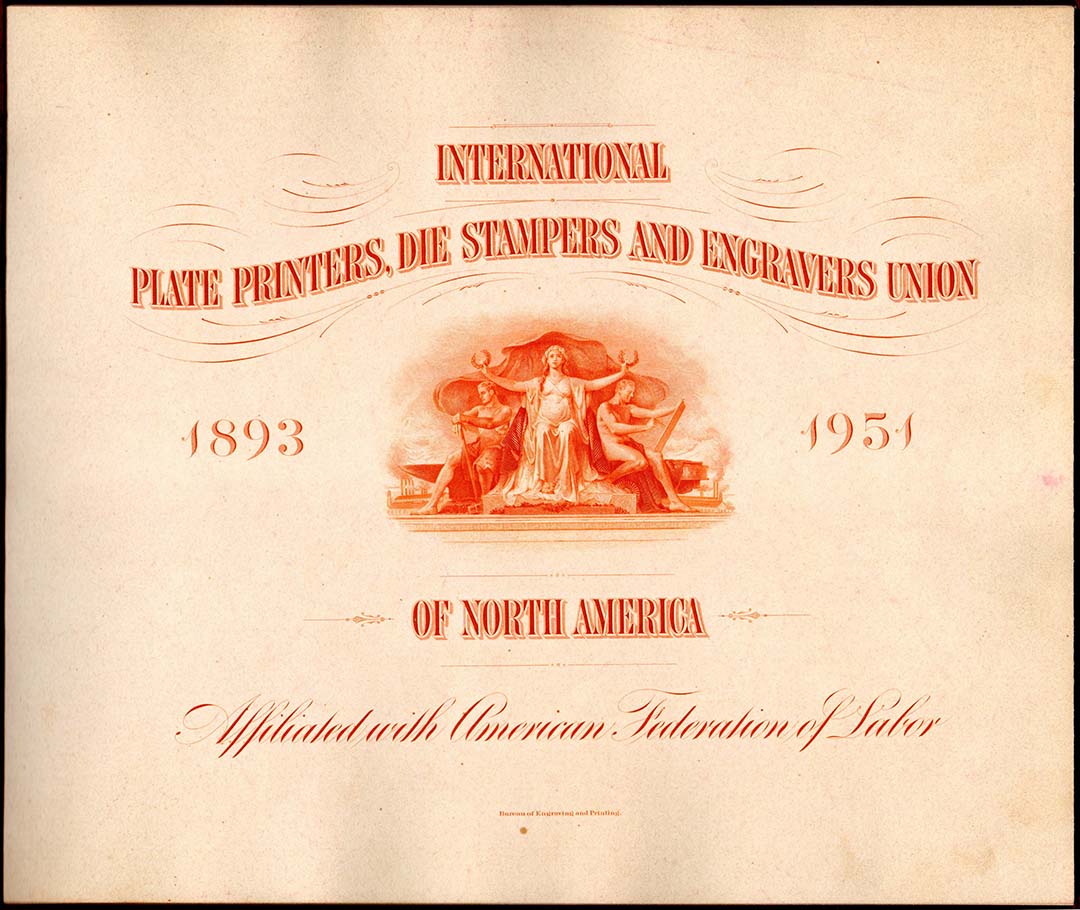 INTERNATIONAL
PLATE PRINTERS, DIE STAMPERS AND ENGRAVERS UNION
1893 1951
OF NORTH AMERICA
Affiliated with American Federation of Labor
Bureau of Engraving and Printing.